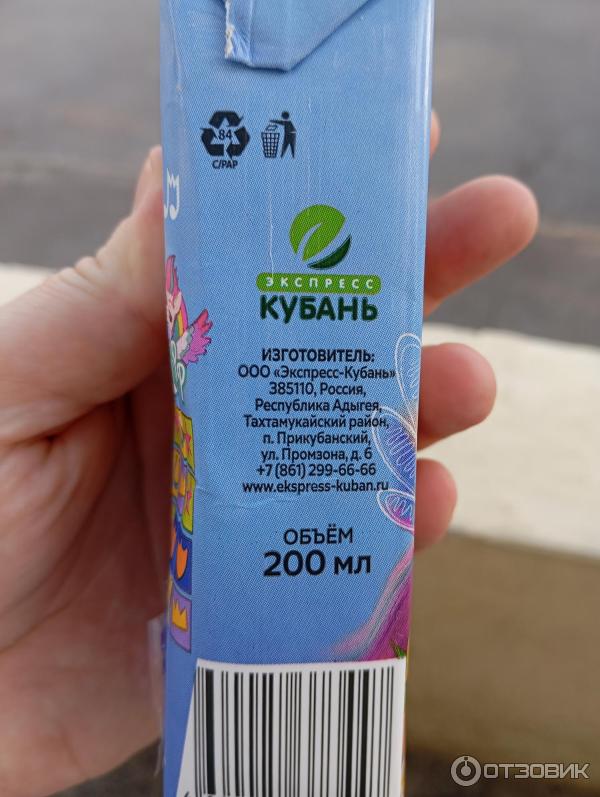 84
C/PAP
ЭКСПРЕСС
КУБАНЬ
ИЗГОТОВИТЕЛЬ:
ООО «Экспресс-Кубань»
385110, Россия,
Республика Адыгея,
Тахтамукайский район,
п. Прикубанский,
ул. Промзона, д. 6
+7 (861) 299-66-66
www.ekspress-kuban.ru
ОБЪЁМ
200 мл
ОТЗОВИК